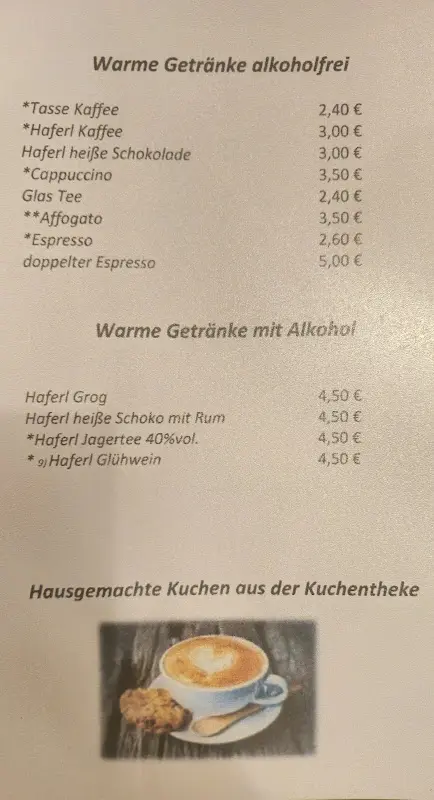 Warme Getränke alkoholfrei
*Tasse Kaffee 2,40 €
*Haferl Kaffee 3,00 €
Haferl heiße Schokolade 3,00 €
*Cappuccino 3,50 €
Glas Tee 2,40 €
**Affogato 3,50 €
*Espresso 2,60 €
doppelter Espresso 5,00 €
Warme Getränke mit Alkohol
Haferl Grog 4,50 €
Haferl heiße Schoko mit Rum 4,50 €
*Haferl Jagertee 40%vol. 4,50 €
* 9)Haferl Glühwein 4,50 €
Hausgemachte Kuchen aus der Kuchentheke